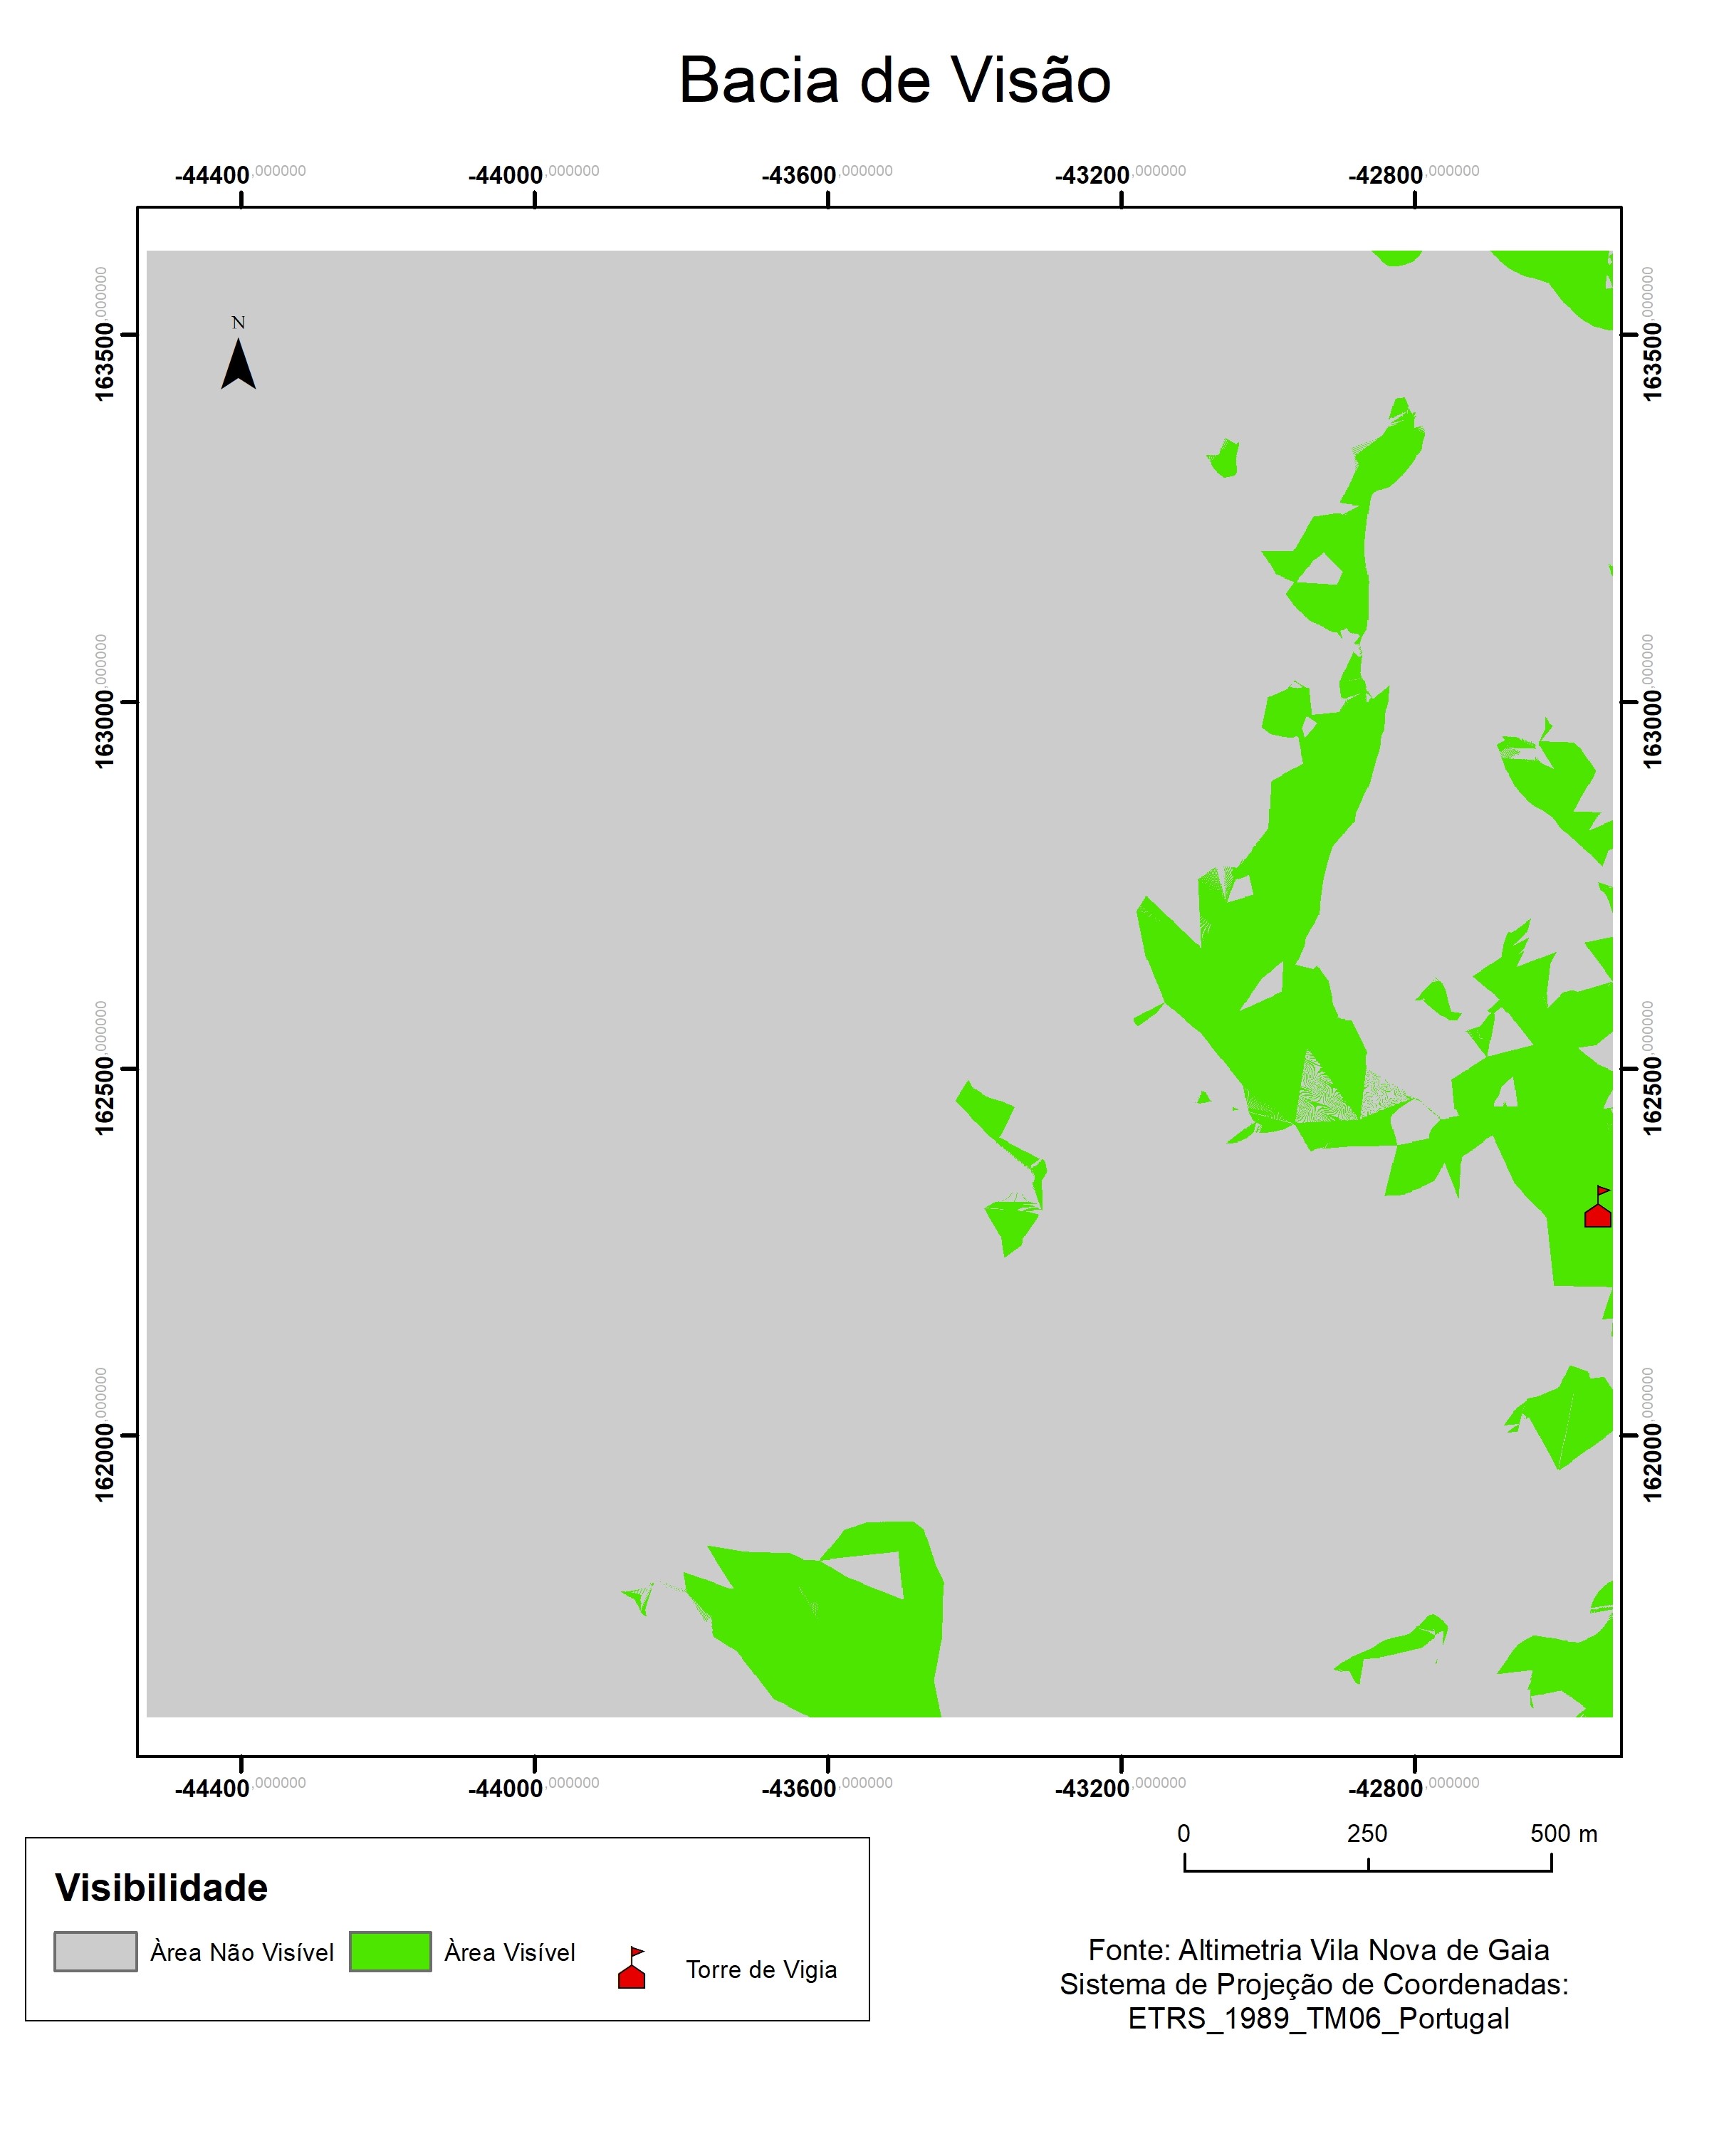 Bacia de Visão
-44400,000000 -44000,000000 -43600,000000 -43200,000000 -42800,000000
163500,000000 163500,000000
N
163000,000000 163000,000000
162500,000000 162500,000000
162000,000000 162000,000000
-44400,000000 -44000,000000 -43600,000000 -43200,000000 -42800,000000
0 250 500 m
Visibilidade
Àrea Não Visível Àrea Visível Torre de Vigia
Fonte: Altimetria Vila Nova de Gaia
Sistema de Projeção de Coordenadas:
ETRS_1989_TM06_Portugal